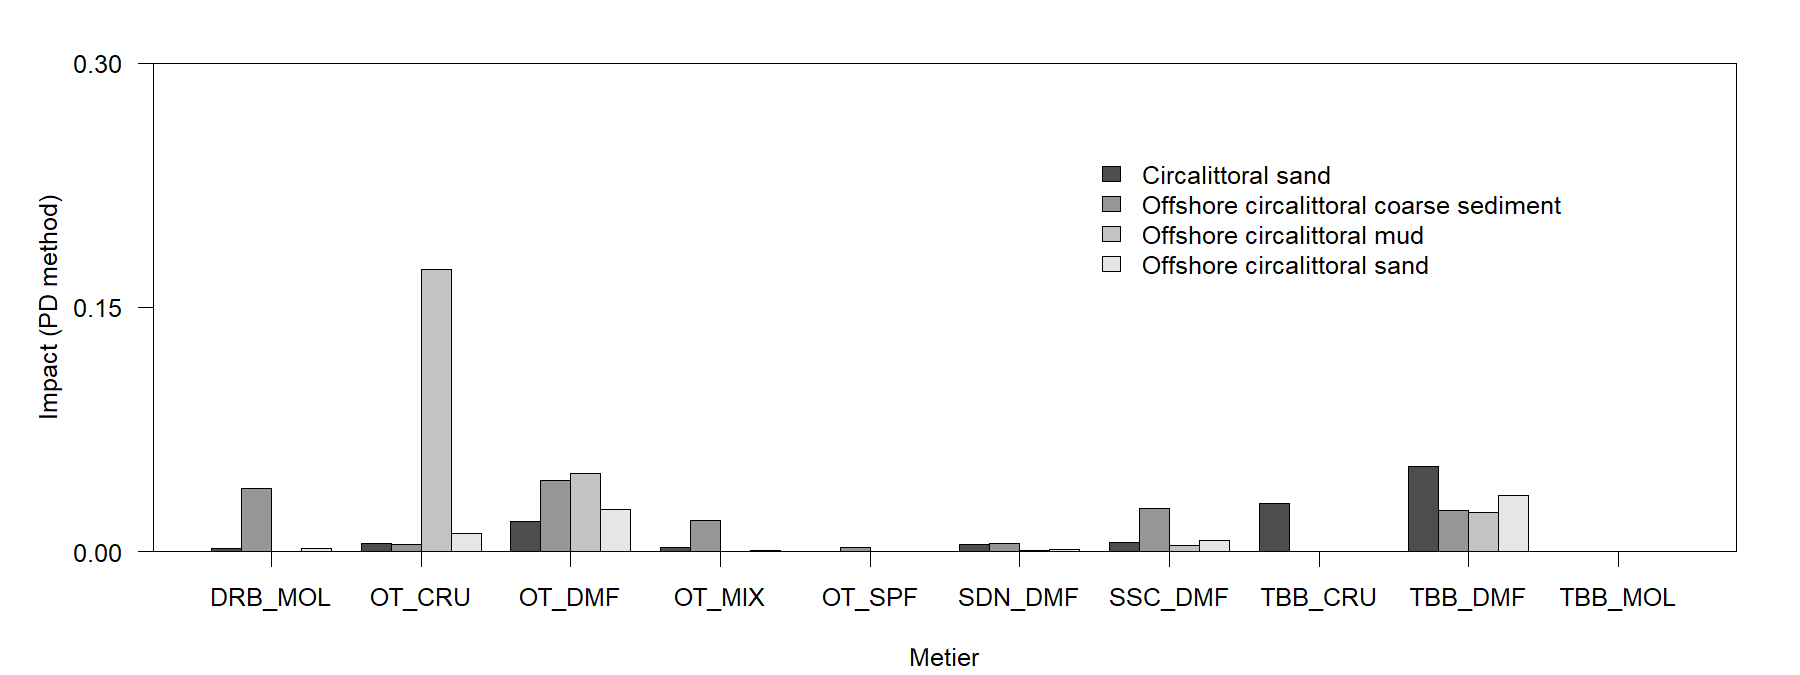 0.30
0.15
0.00
Impact (PD method)
Circalittoral sand
Offshore circalittoral coarse sediment
Offshore circalittoral mud
Offshore circalittoral sand
DRB_MOL OT_CRU OT_DMF OT_MIX OT_SPF SDN_DMF SSC_DMF TBB_CRU TBB_DMF TBB_MOL
Metier